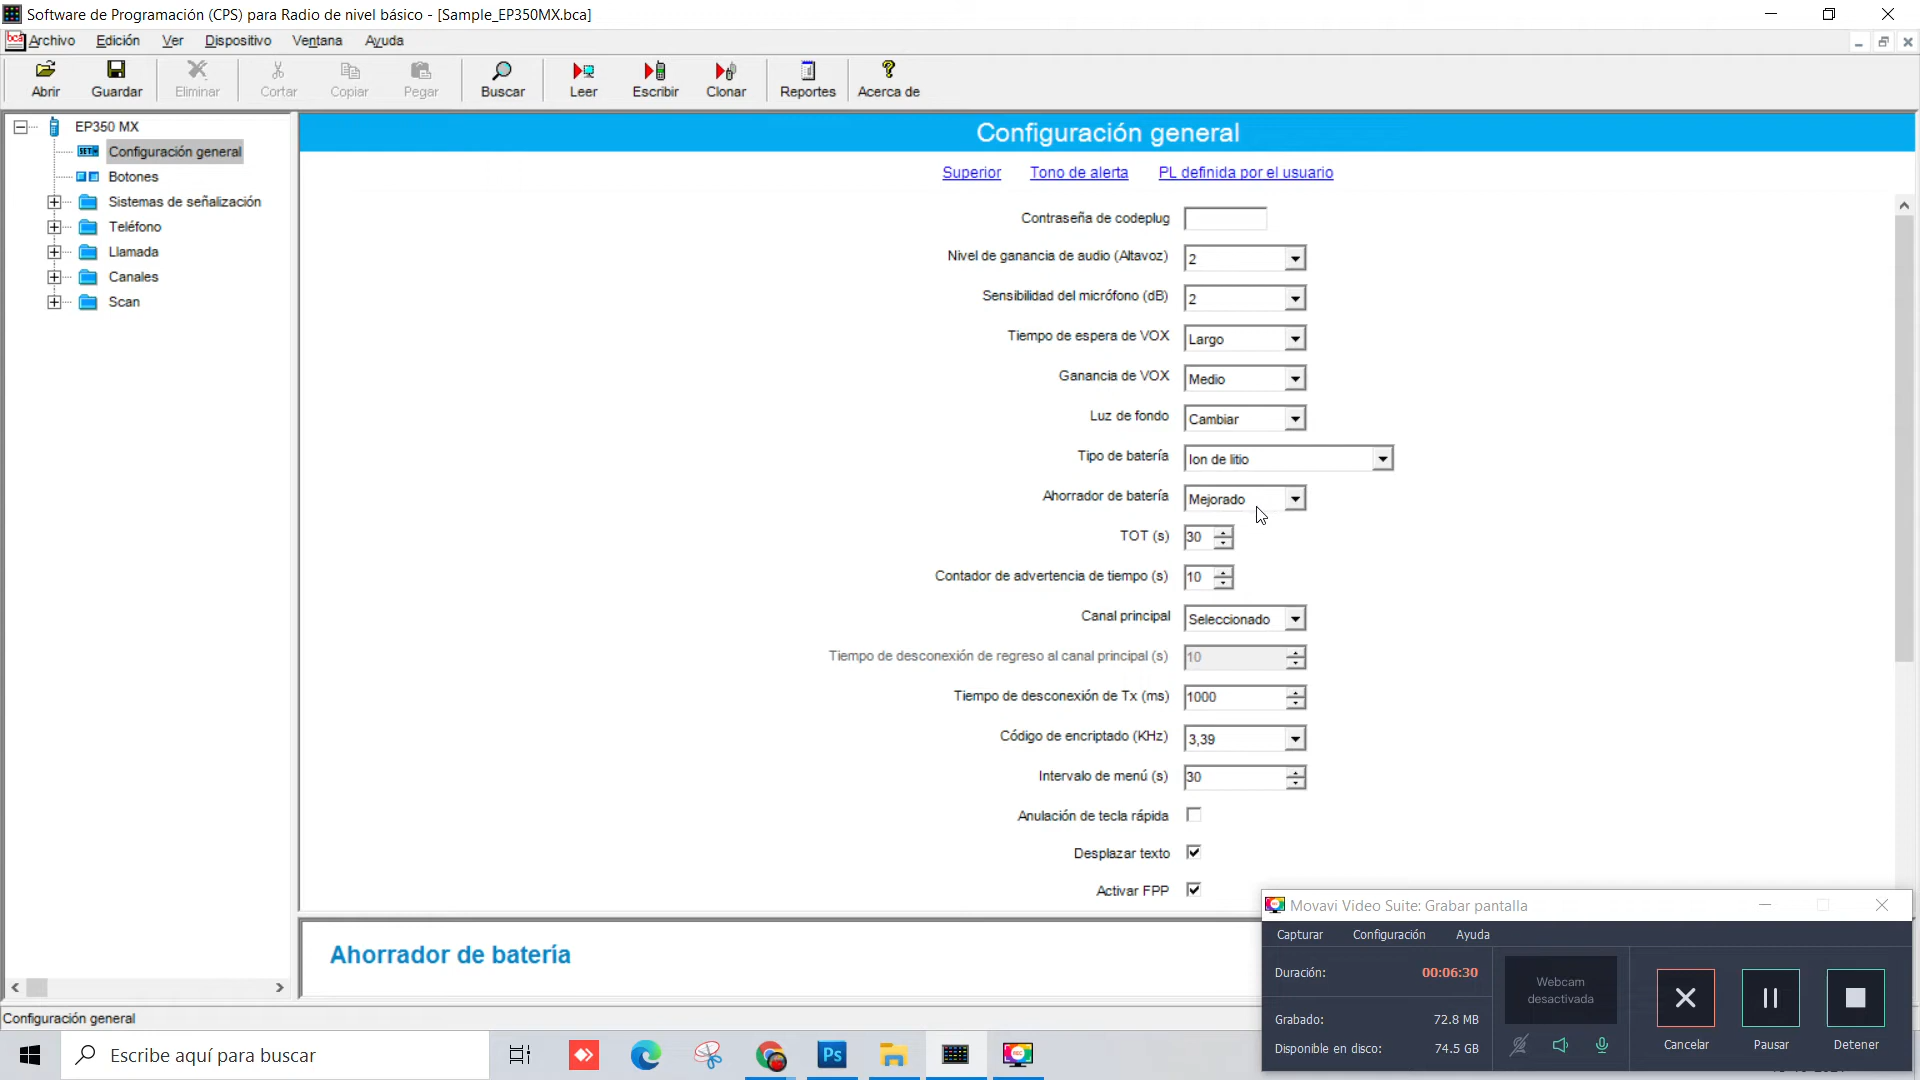 Software de Programación (CPS) para Radio de nivel básico - [Sample_EP350MX.bca]
bca Archivo Edición Ver Dispositivo Ventana Ayuda
Abrir Guardar Eliminar Cortar Copiar Pegar Buscar Leer Escribir Clonar Reportes Acerca de
EP350 MX
SET Configuración general
Botones
Sistemas de señalización
Teléfono
Llamada
Canales
Scan
Configuración general
Superior Tono de alerta PL definida por el usuario
Contraseña de codeplug
Nivel de ganancia de audio (Altavoz) 2
Sensibilidad del micrófono (dB) 2
Tiempo de espera de VOX Largo
Ganancia de VOX Medio
Luz de fondo Cambiar
Tipo de batería Ion de litio
Ahorrador de batería Mejorado
TOT (s) 30
Contador de advertencia de tiempo (s) 10
Canal principal Seleccionado
Tiempo de desconexión de regreso al canal principal (s) 10
Tiempo de desconexión de Tx (ms) 1000
Código de encriptado (KHz) 3,39
Intervalo de menú (s) 30
Anulación de tecla rápida
Desplazar texto
Activar FPP
Ahorrador de batería
Configuración general
Movavi Video Suite: Grabar pantalla
Capturar Configuración Ayuda
Duración: 00:06:30
Webcam
desactivada
Grabado: 72.8 MB
Disponible en disco: 74.5 GB
Cancelar Pausar Detener
Escribe aquí para buscar
Ps